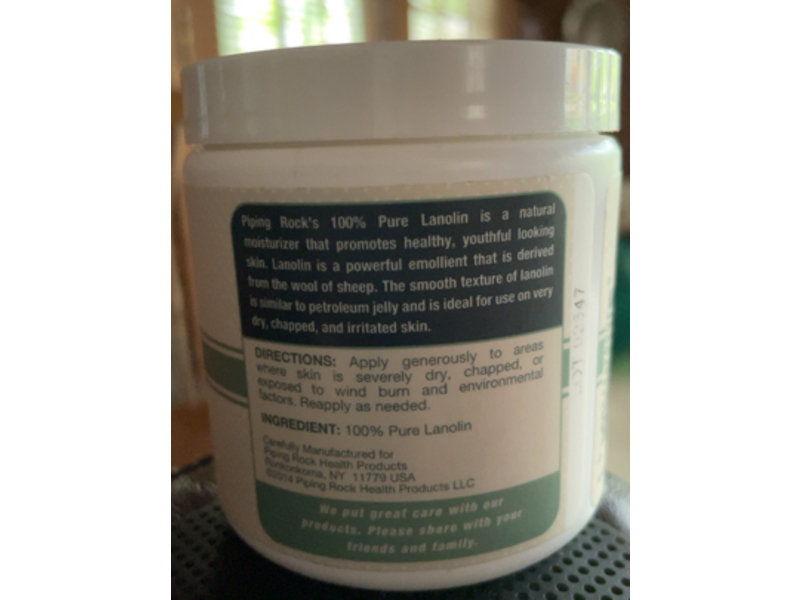 Piping Rock's 100% Pure Lanolin is a natural
moisturizer that promotes healthy, youthful looking
skin. Lanolin is a powerful emollient that is derived
from the wool of sheep. The smooth texture of lanolin
is similar to petroleum jelly and is ideal for use on very
dry, chapped, and irritated skin.
DIRECTIONS: Apply generously to areas
where skin is severely dry, chapped, or
exposed to wind burn and environmental
factors. Reapply as needed.
INGREDIENT: 100% Pure Lanolin
Carefully Manufactured for
Piping Rock Health Products
Ronkonkoma, NY 11779 USA
©2014 Piping Rock Health Products LLC
We put great care with our
products. Please share with your
friends and family.